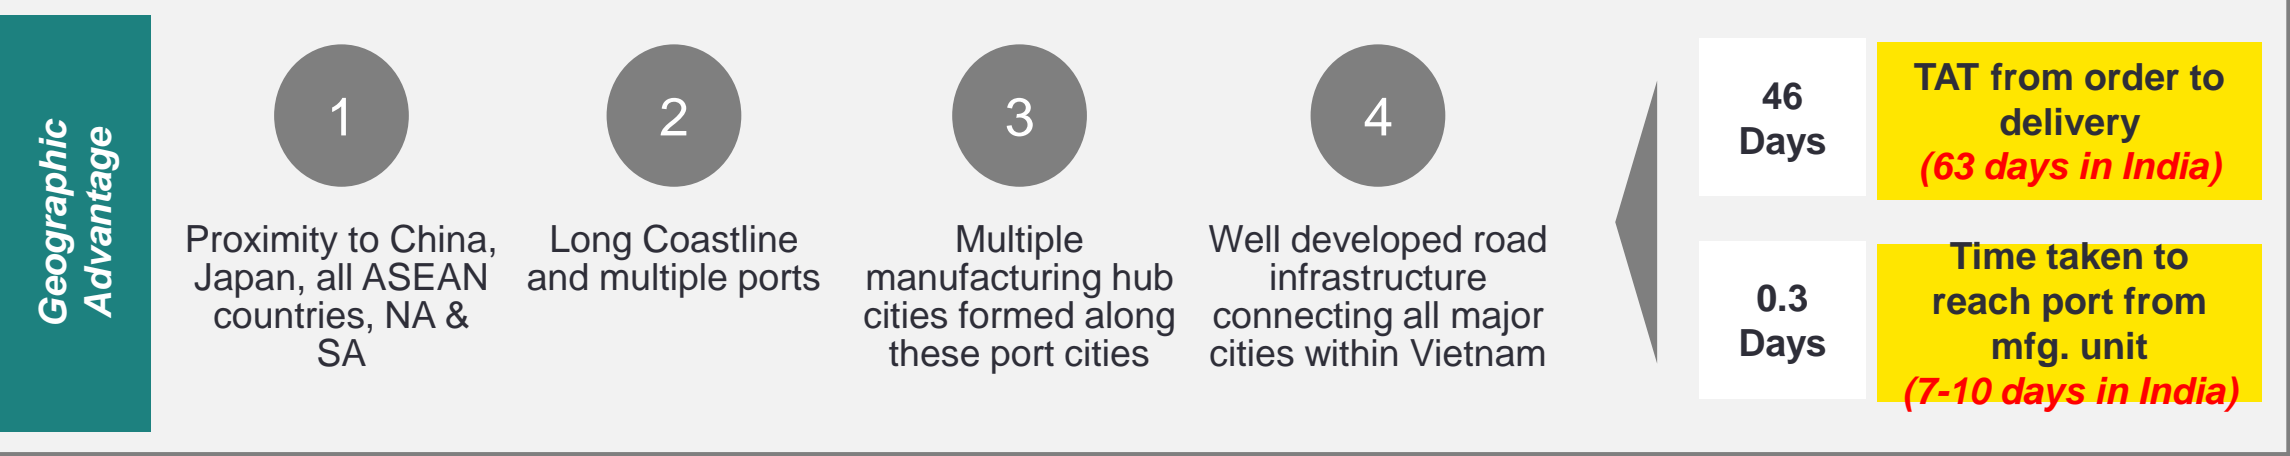 Geographic
Advantage
1
Proximity to China,
Japan, all ASEAN
countries, NA &
SA
2
Long Coastline
and multiple ports
3
Multiple
manufacturing hub
cities formed along
these port cities
4
Well developed road
infrastructure
connecting all major
cities within Vietnam
46
Days
TAT from order to
delivery
(63 days in India)
0.3
Days
Time taken to
reach port from
mfg. unit
(7-10 days in India)